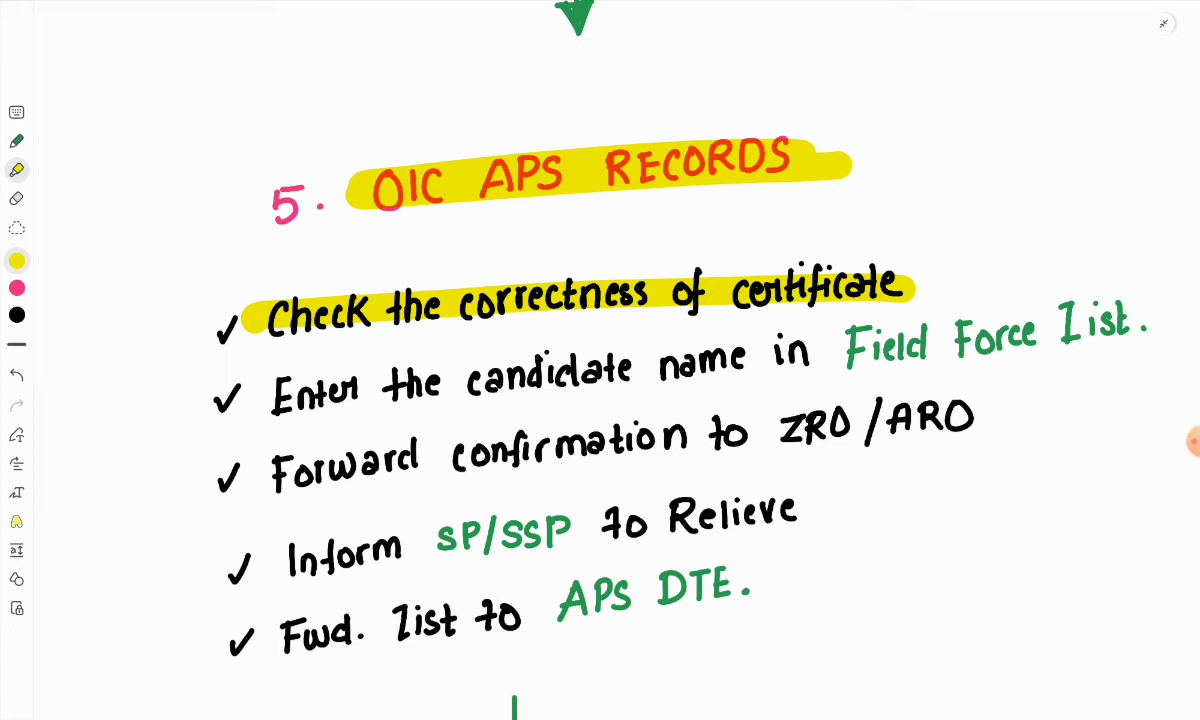 5. OIC APS RECORDS
✓ Check the correctness of certificate
✓ Enter the candidate name in Field Force List.
✓ Forward confirmation to ZRO/ARO
✓ Inform SP/SSP to Relieve
✓ Fwd. list to APS DTE.